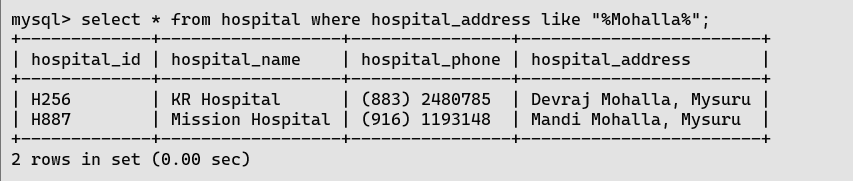 mysql> select * from hospital where hospital_address like "%Mohalla%";
+-------------+------------------+----------------+------------------------+
| hospital_id | hospital_name    | hospital_phone | hospital_address       |
+-------------+------------------+----------------+------------------------+
| H256        | KR Hospital      | (883) 2480785  | Devraj Mohalla, Mysuru |
| H887        | Mission Hospital | (916) 1193148  | Mandi Mohalla, Mysuru  |
+-------------+------------------+----------------+------------------------+
2 rows in set (0.00 sec)